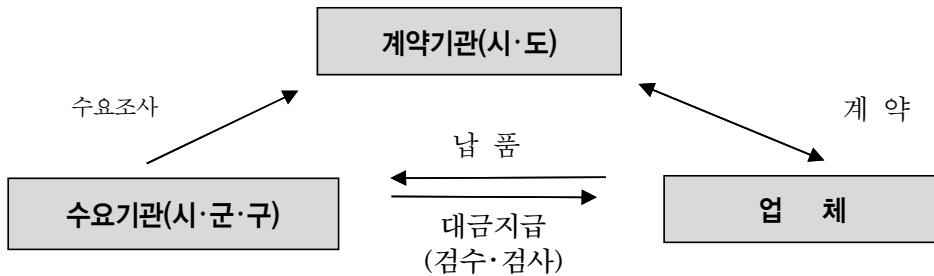 계약기관(시·도)
수요조사
계 약
납 품
수요기관(시·군·구)
업 체
대금지급
(검수·검사)